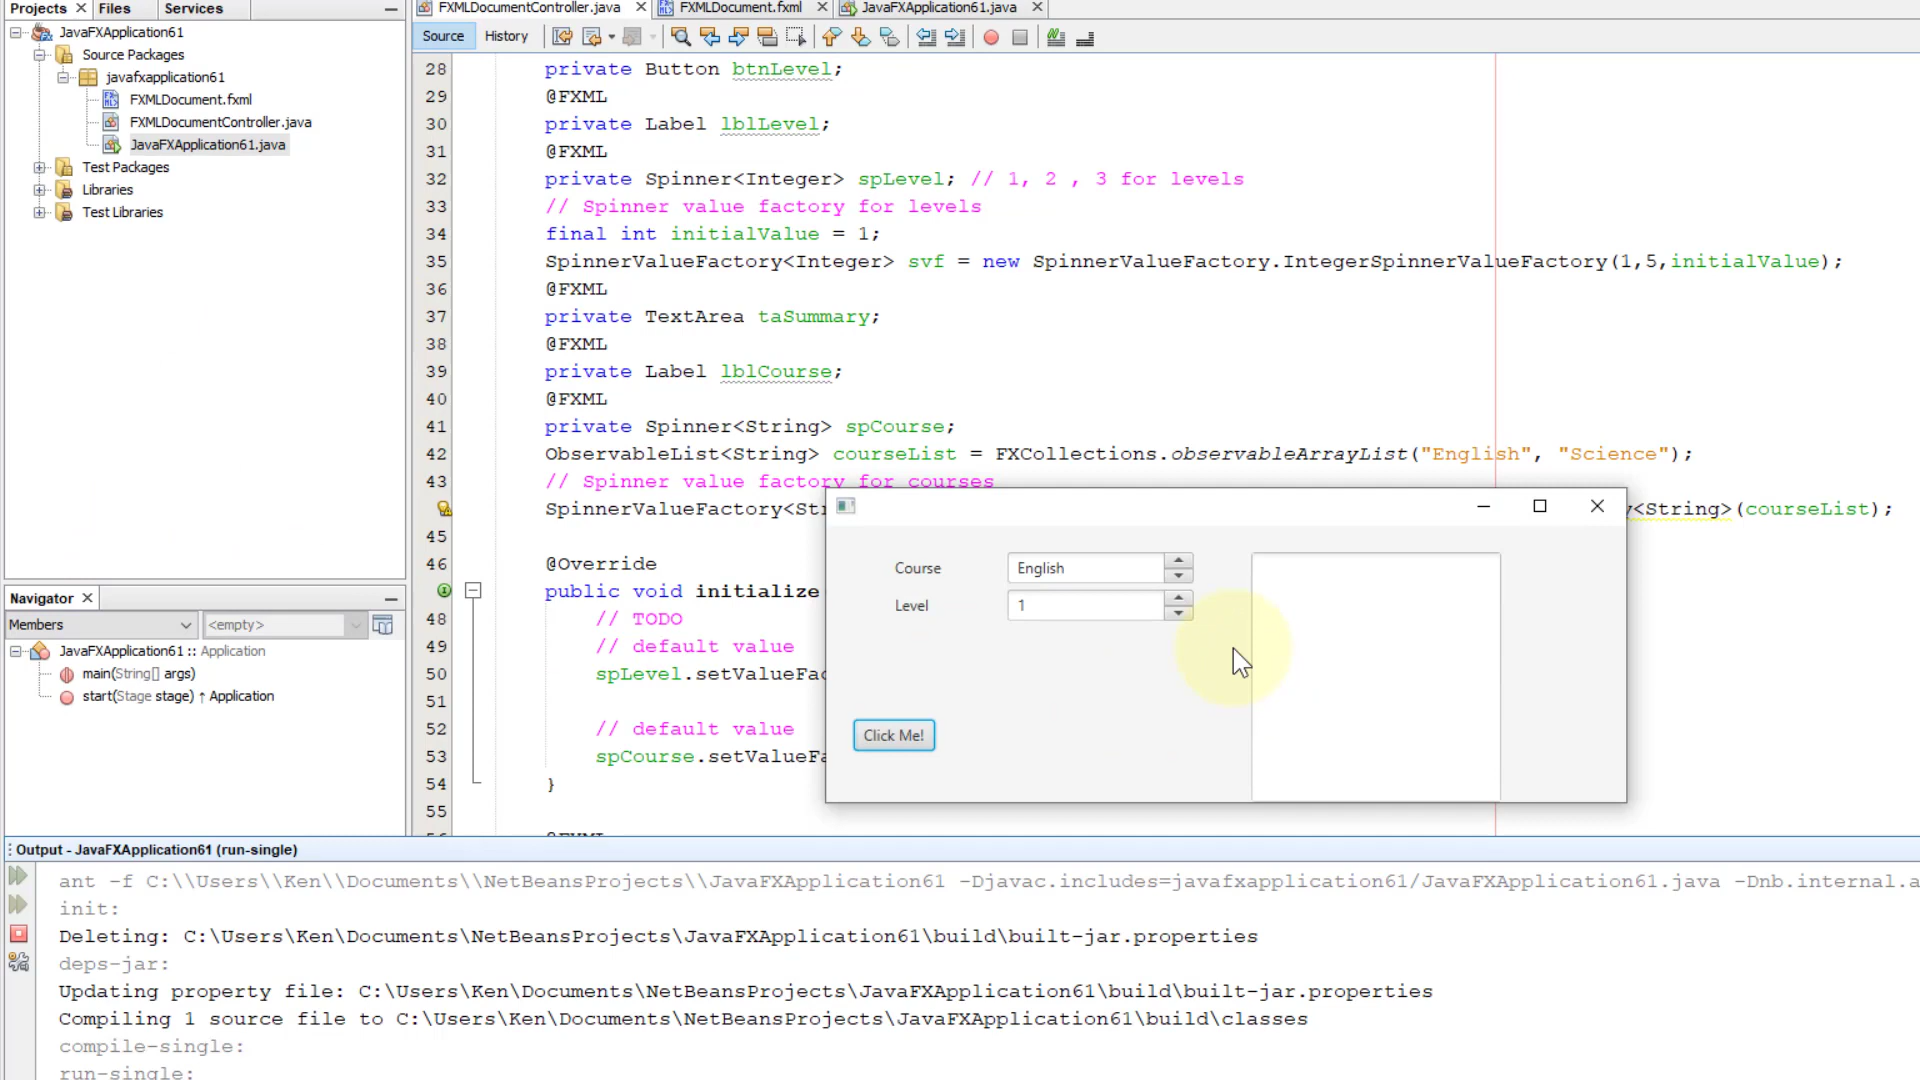 Projects
Files
Services
JavaFXApplication61
Source Packages
javafxapplication61
FXMLDocument.fxml
FXMLDocumentController.java
JavaFXApplication61.java
Test Packages
Libraries
Test Libraries
Navigator
Members
<empty>
JavaFXApplication61 :: Application
main(String[] args)
start(Stage stage) ↑ Application
FXMLDocumentController.java
FXMLDocument.fxml
JavaFXApplication61.java
Source
History
28 private Button btnLevel;
29 @FXML
30 private Label lblLevel;
31 @FXML
32 private Spinner<Integer> spLevel; // 1, 2 , 3 for levels
33 // Spinner value factory for levels
34 final int initialValue = 1;
35 SpinnerValueFactory<Integer> svf = new SpinnerValueFactory.IntegerSpinnerValueFactory(1,5,initialValue);
36 @FXML
37 private TextArea taSummary;
38 @FXML
39 private Label lblCourse;
40 @FXML
41 private Spinner<String> spCourse;
42 ObservableList<String> courseList = FXCollections.observableArrayList("English", "Science");
43 // Spinner value factory for courses
SpinnerValueFactory<St
<String>(courseList);
45
46 @Override
public void initialize
48 // TODO
49 // default value
50 spLevel.setValueFac
51
52 // default value
53 spCourse.setValueFa
54 }
55
Course
English
Level
1
Click Me!
Output - JavaFXApplication61 (run-single)
ant -f C:\\Users\\Ken\\Documents\\NetBeansProjects\\JavaFXApplication61 -Djavac.includes=javafxapplication61/JavaFXApplication61.java -Dnb.internal.a
init:
Deleting: C:\Users\Ken\Documents\NetBeansProjects\JavaFXApplication61\build\built-jar.properties
deps-jar:
Updating property file: C:\Users\Ken\Documents\NetBeansProjects\JavaFXApplication61\build\built-jar.properties
Compiling 1 source file to C:\Users\Ken\Documents\NetBeansProjects\JavaFXApplication61\build\classes
compile-single:
run-single: